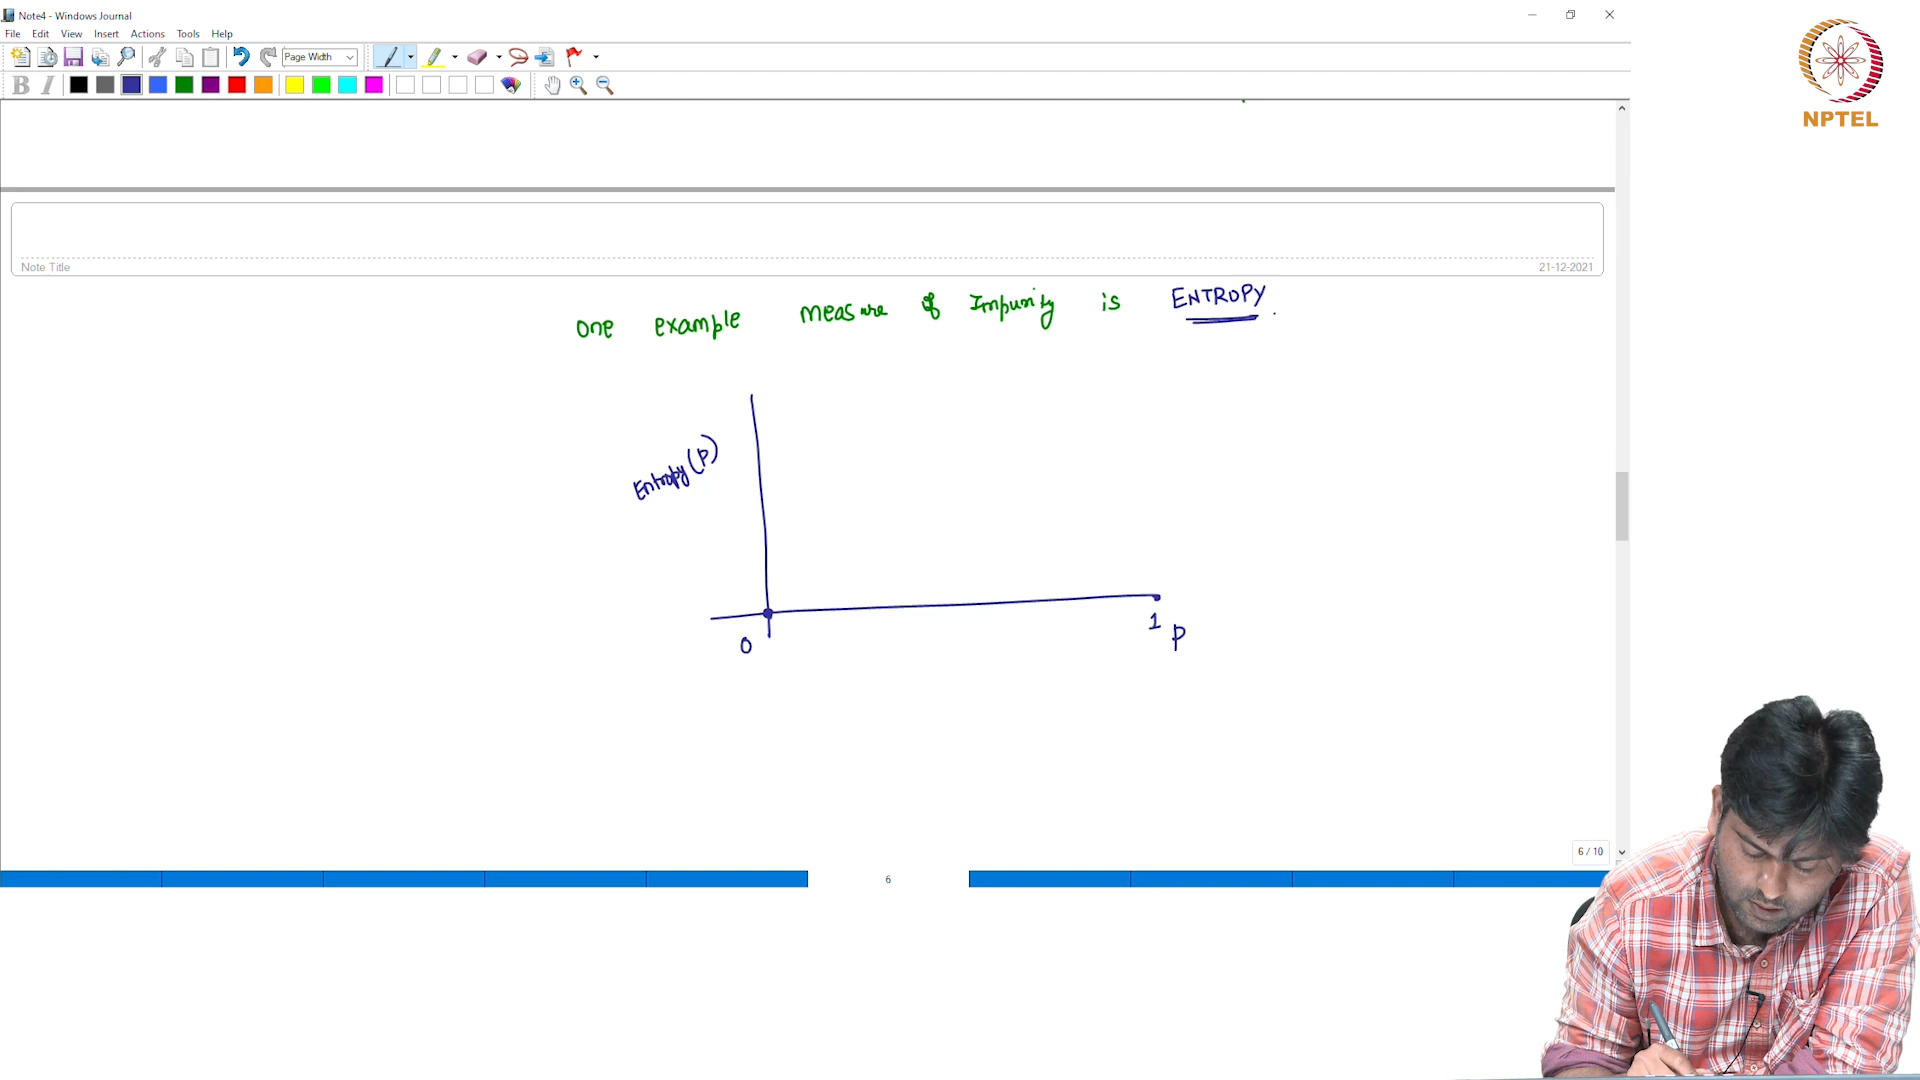 Note4 - Windows Journal
File Edit View Insert Actions Tools Help
Page Width
B I
NPTEL
Note Title
21-12-2021
One example measure of Impurity is ENTROPY.
Entropy(P)
0
1
P
6 / 10
6